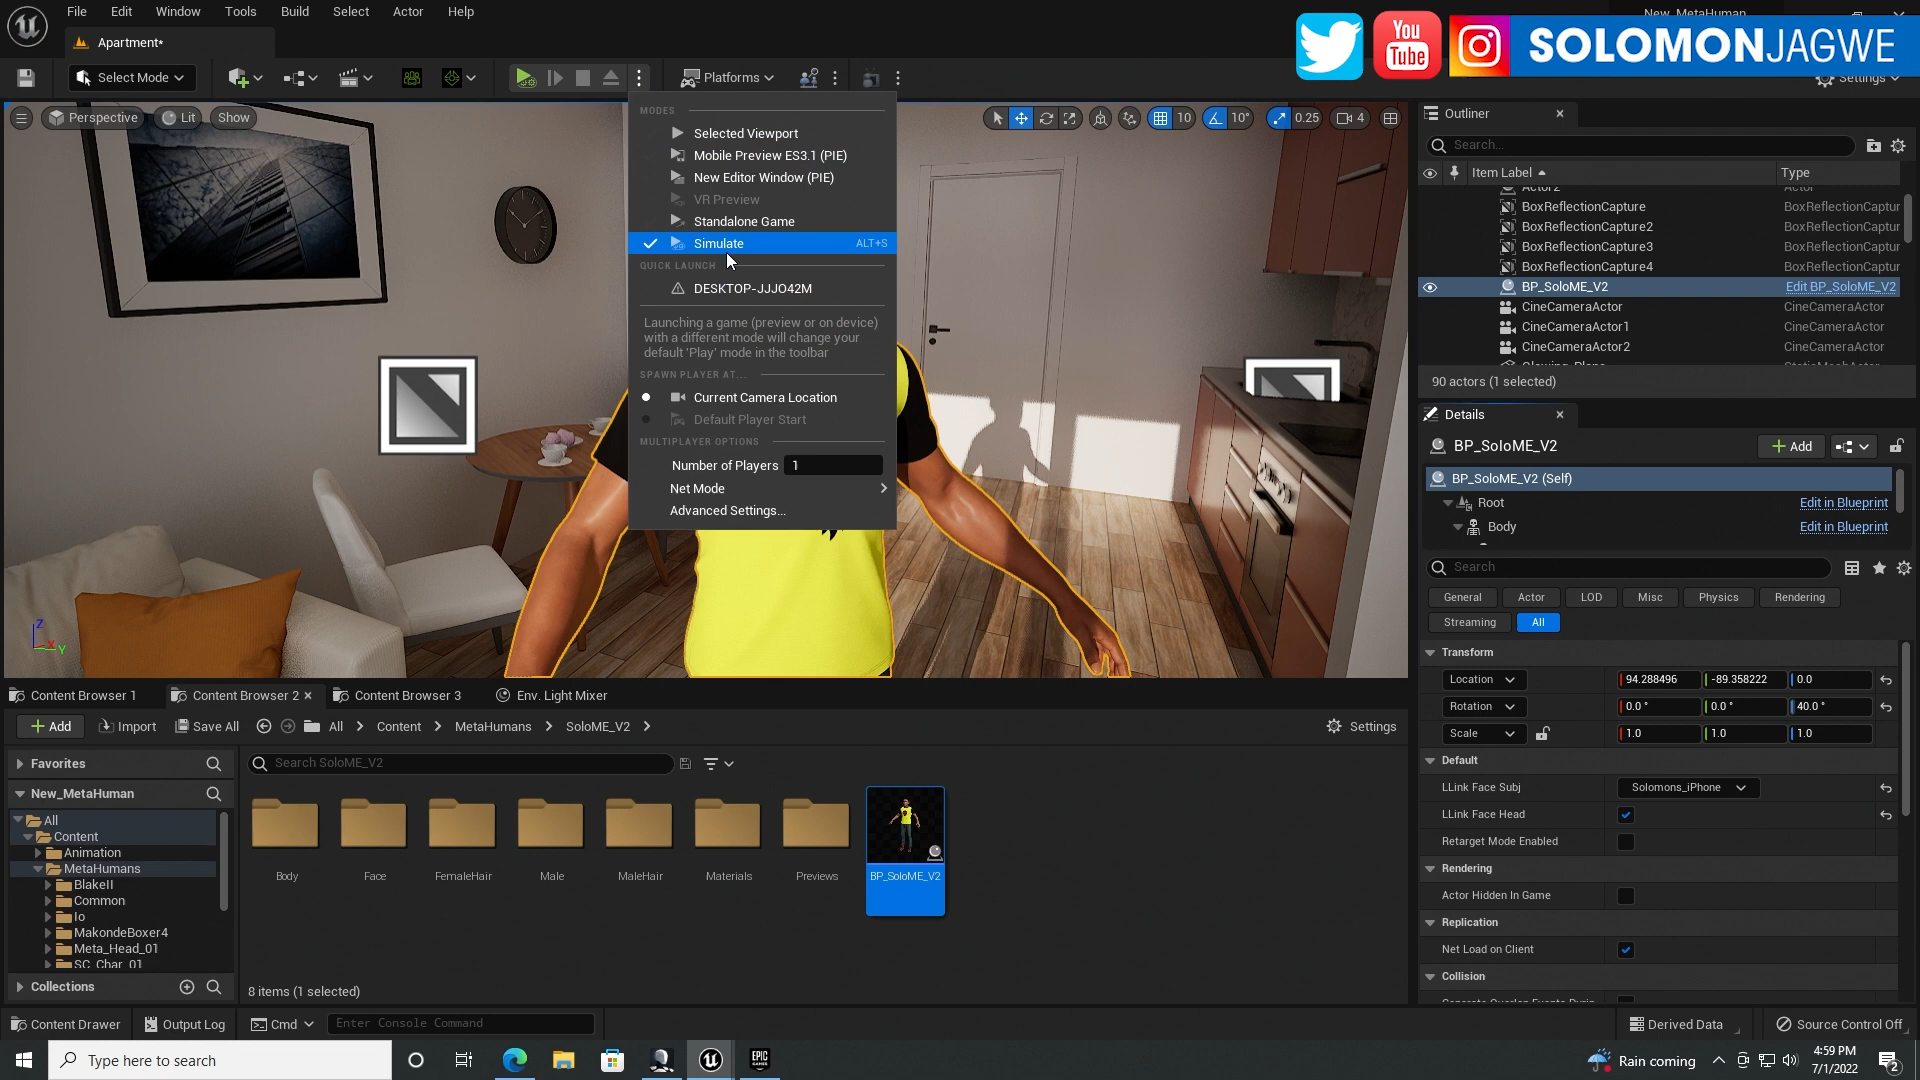 File Edit Window Tools Build Select Actor Help
New_MetaHuman
You Tube
SOLOMONJAGWE
Apartment*
Select Mode
Platforms
Settings
Perspective Lit Show
10 10° 0.25 4
MODES
Selected Viewport
Mobile Preview ES3.1 (PIE)
New Editor Window (PIE)
VR Preview
Standalone Game
Simulate ALT+S
QUICK LAUNCH
DESKTOP-JJJO42M
Launching a game (preview or on device)
with a different mode will change your
default 'Play' mode in the toolbar
SPAWN PLAYER AT...
Current Camera Location
Default Player Start
MULTIPLAYER OPTIONS
Number of Players 1
Net Mode
Advanced Settings...
Z
X
Y
Outliner
Search...
Item Label Type
Actor2 Actor
BoxReflectionCapture BoxReflectionCaptur
BoxReflectionCapture2 BoxReflectionCaptur
BoxReflectionCapture3 BoxReflectionCaptur
BoxReflectionCapture4 BoxReflectionCaptur
BP_SoloME_V2 Edit BP_SoloME_V2
CineCameraActor CineCameraActor
CineCameraActor1 CineCameraActor
CineCameraActor2 CineCameraActor
90 actors (1 selected)
Details
BP_SoloME_V2 Add
BP_SoloME_V2 (Self)
Root Edit in Blueprint
Body Edit in Blueprint
Search
General Actor LOD Misc Physics Rendering
Streaming All
Transform
Location 94.288496 -89.358222 0.0
Rotation 0.0 ° 0.0 ° 40.0 °
Scale 1.0 1.0 1.0
Default
LLink Face Subj Solomons_iPhone
LLink Face Head
Retarget Mode Enabled
Rendering
Actor Hidden In Game
Replication
Net Load on Client
Collision
Content Browser 1 Content Browser 2 Content Browser 3 Env. Light Mixer
Add Import Save All All Content MetaHumans SoloME_V2 Settings
Favorites
New_MetaHuman
All
Content
Animation
MetaHumans
BlakeII
Common
Io
MakondeBoxer4
Meta_Head_01
SC_Char_01
Collections
Search SoloME_V2
Body Face FemaleHair Male MaleHair Materials Previews BP_SoloME_V2
8 items (1 selected)
Content Drawer Output Log Cmd Enter Console Command Derived Data Source Control Off
Type here to search
EPIC GAMES
Rain coming
4:59 PM
7/1/2022
2